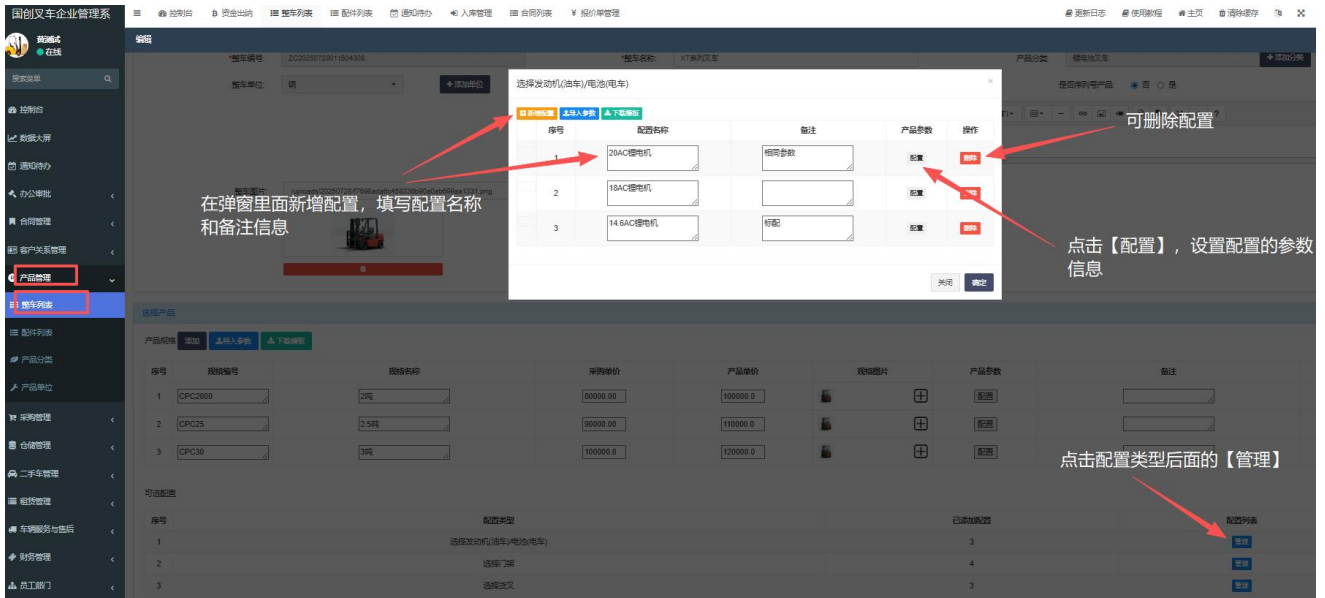 国创叉车企业管理系
控制台
资金出纳
整车列表
配件列表
通知待办
入库管理
合同列表
报价单管理
更新日志
使用教程
主页
清除缓存
黄测试
在线
搜索菜单
控制台
数据大屏
通知待办
办公审批
合同管理
客户关系管理
产品管理
整车列表
配件列表
产品分类
产品单位
采购管理
仓储管理
二手车管理
租赁管理
车辆服务与售后
财务管理
员工部门
编辑
*整车编号:
ZC20250728011504308
*整车名称:
XT系列叉车
产品分类:
锂电池叉车
+添加分类
整车单位:
辆
+添加单位
是否序列号产品:
否
是
整车图片:
选择发动机(油车)/电池(电车)
×
新增配置
导入参数
下载模板
序号 配置名称 备注 产品参数 操作
1 20AC锂电机 相同参数 配置 删除
2 18AC锂电机 配置 删除
3 14.6AC锂电机 标配 配置 删除
关闭
确定
可删除配置
在弹窗里面新增配置，填写配置名称
和备注信息
点击【配置】，设置配置的参数
信息
选择产品
产品规格
添加
导入参数
下载模板
序号 规格编号 规格名称 采购单价 产品单价 规格图片 产品参数 备注
1 CPC2000 2吨 80000.00 100000.0 配置
2 CPC25 2.5吨 90000.00 110000.0 配置
3 CPC30 3吨 100000.0 120000.0 配置
点击配置类型后面的【管理】
可选配置
序号 配置类型 已添加配置 配置列表
1 选择发动机(油车)/电池(电车) 3 管理
2 选择门架 4 管理
3 选择货叉 3 管理